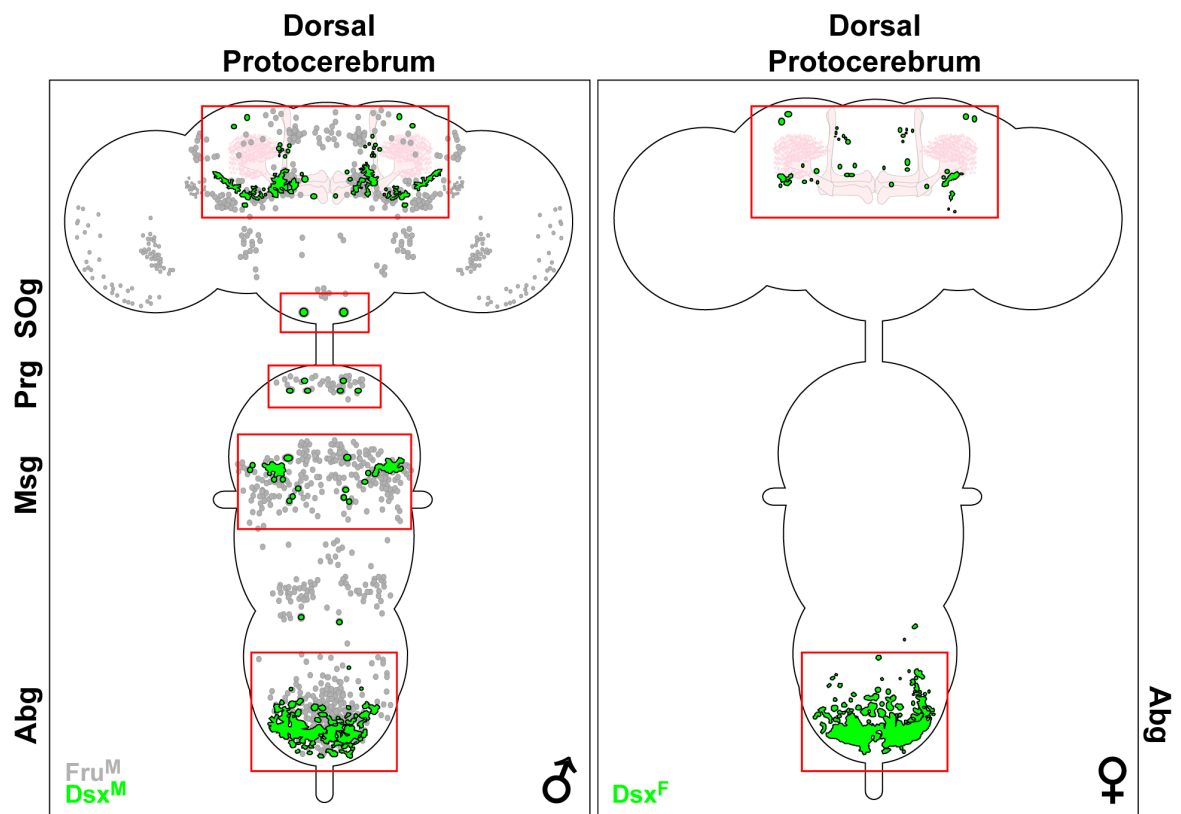 Dorsal
Protocerebrum
Dorsal
Protocerebrum
SOg
Prg
Msg
Abg
Abg
Fruᴹ
Dsxᴹ
♂
Dsxᶠ
♀